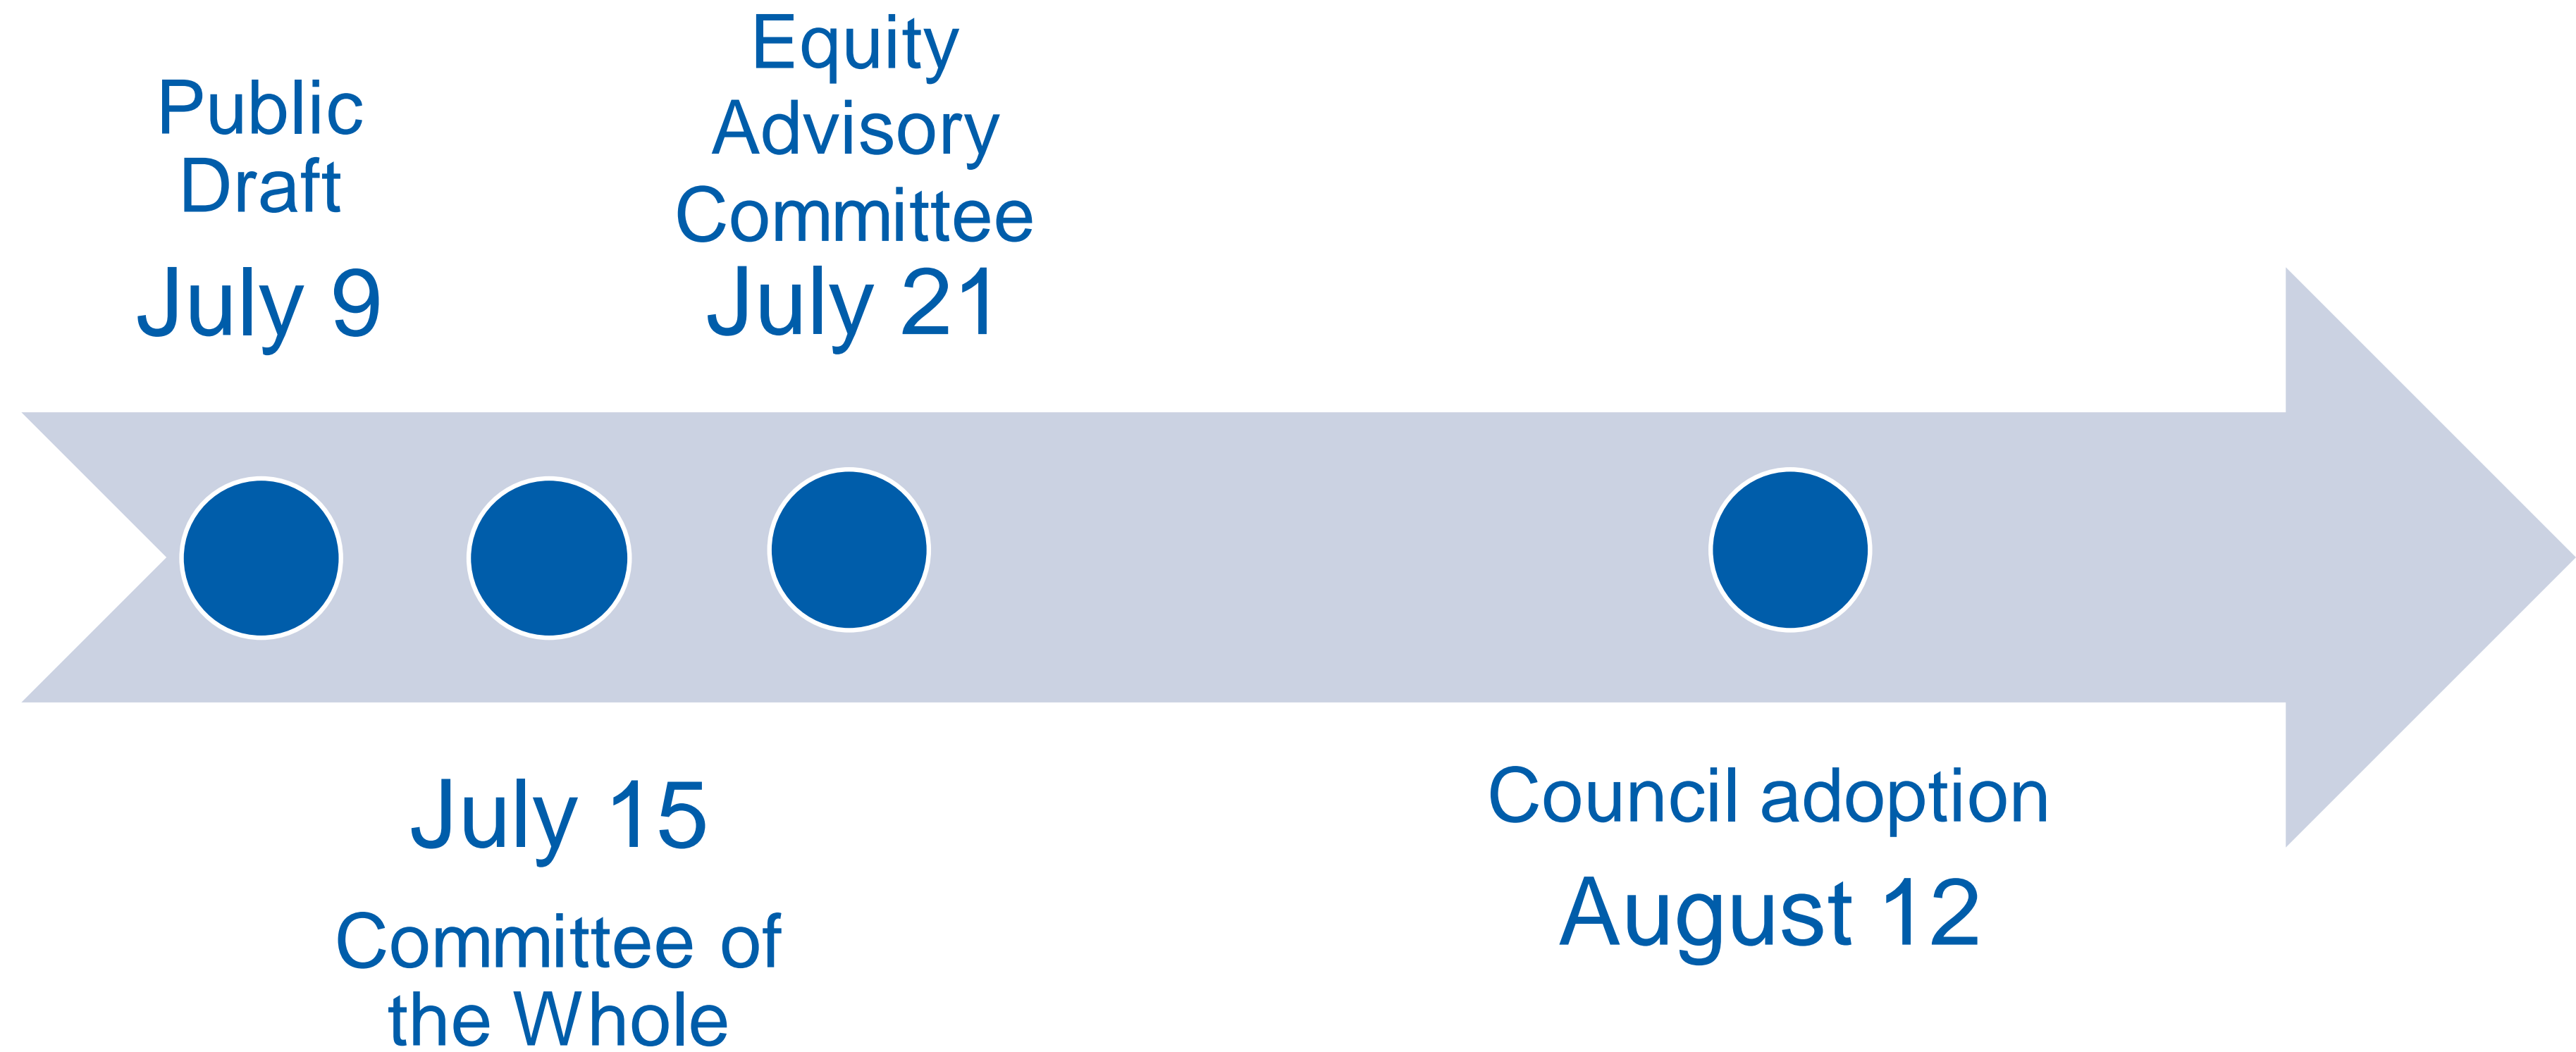 Public
Draft
July 9
Equity
Advisory
Committee
July 21
July 15
Committee of
the Whole
Council adoption
August 12